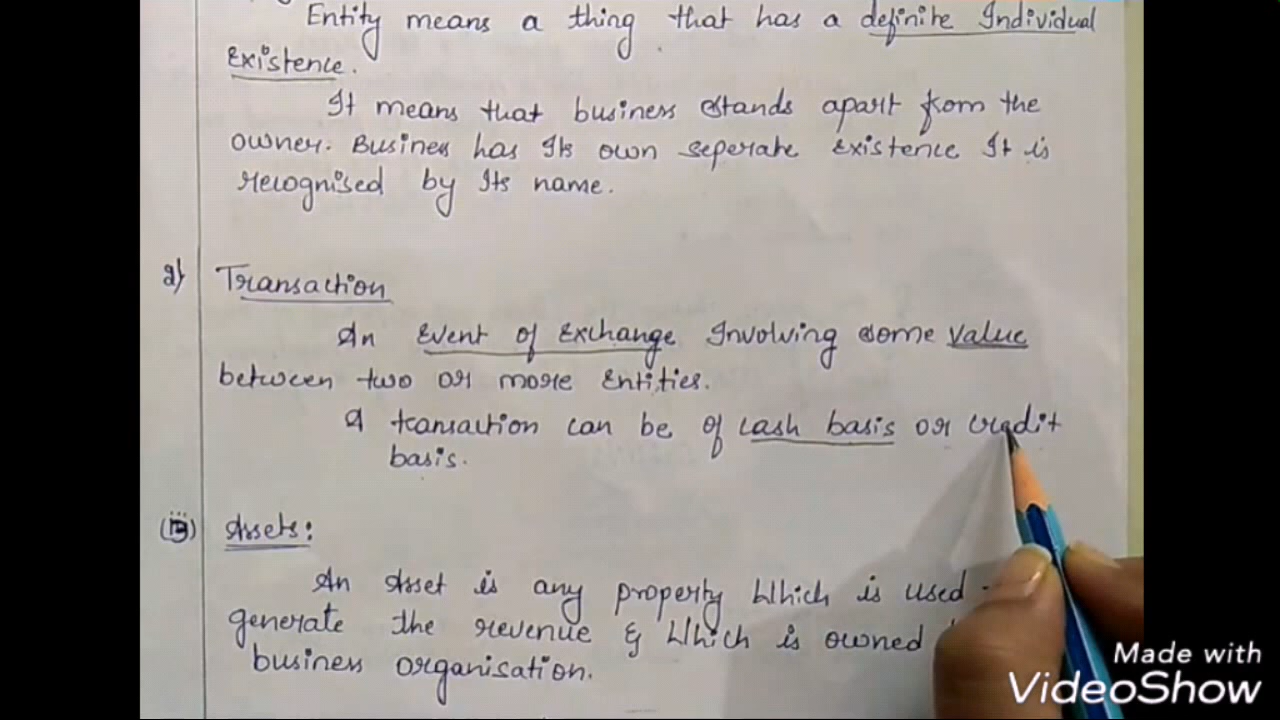 Entity means a thing that has a definite Individual
Existence.
It means that business stands apart from the
owner. Business has Its own seperate Existence It is
recognised by Its name.
2) Transaction
An Event of Exchange Involving some value
between two or more Entities.
A transaction can be of cash basis or credit
basis.
Assets:
An Asset is any property Which is used
generate the revenue & Which is owned
business organisation.
Made with
VideoShow